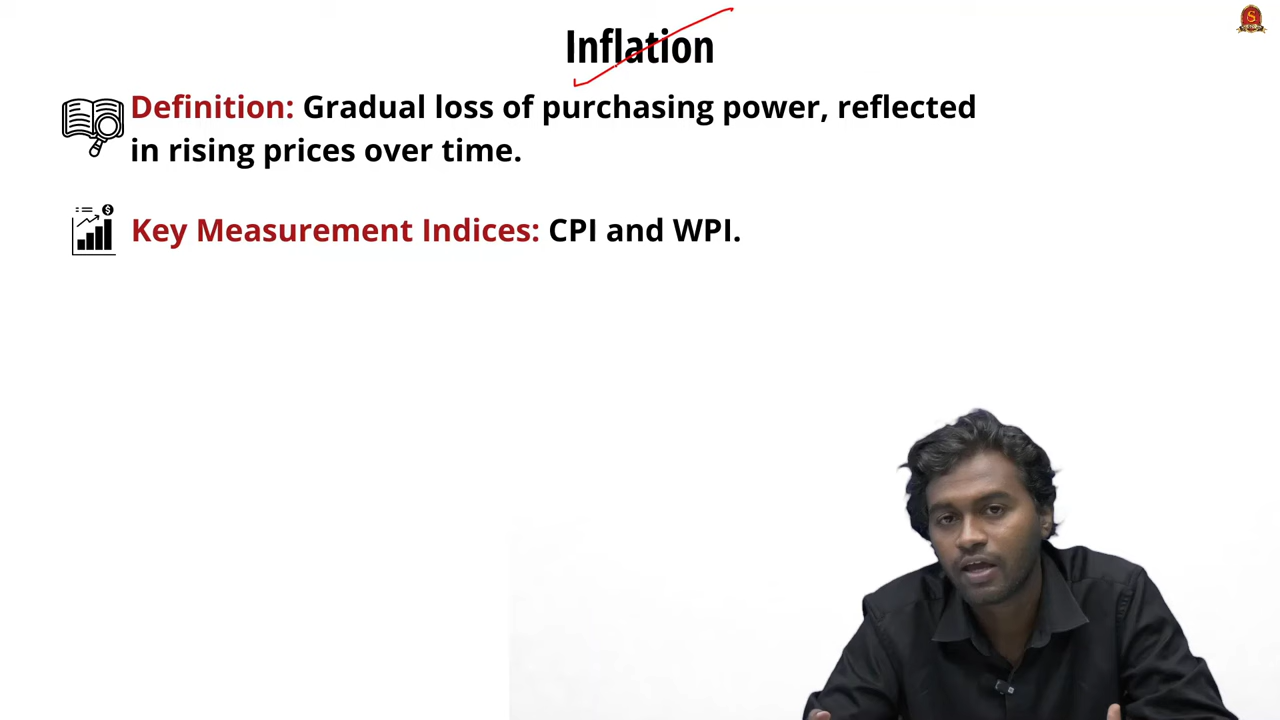 Inflation
Definition: Gradual loss of purchasing power, reflected
in rising prices over time.
Key Measurement Indices: CPI and WPI.